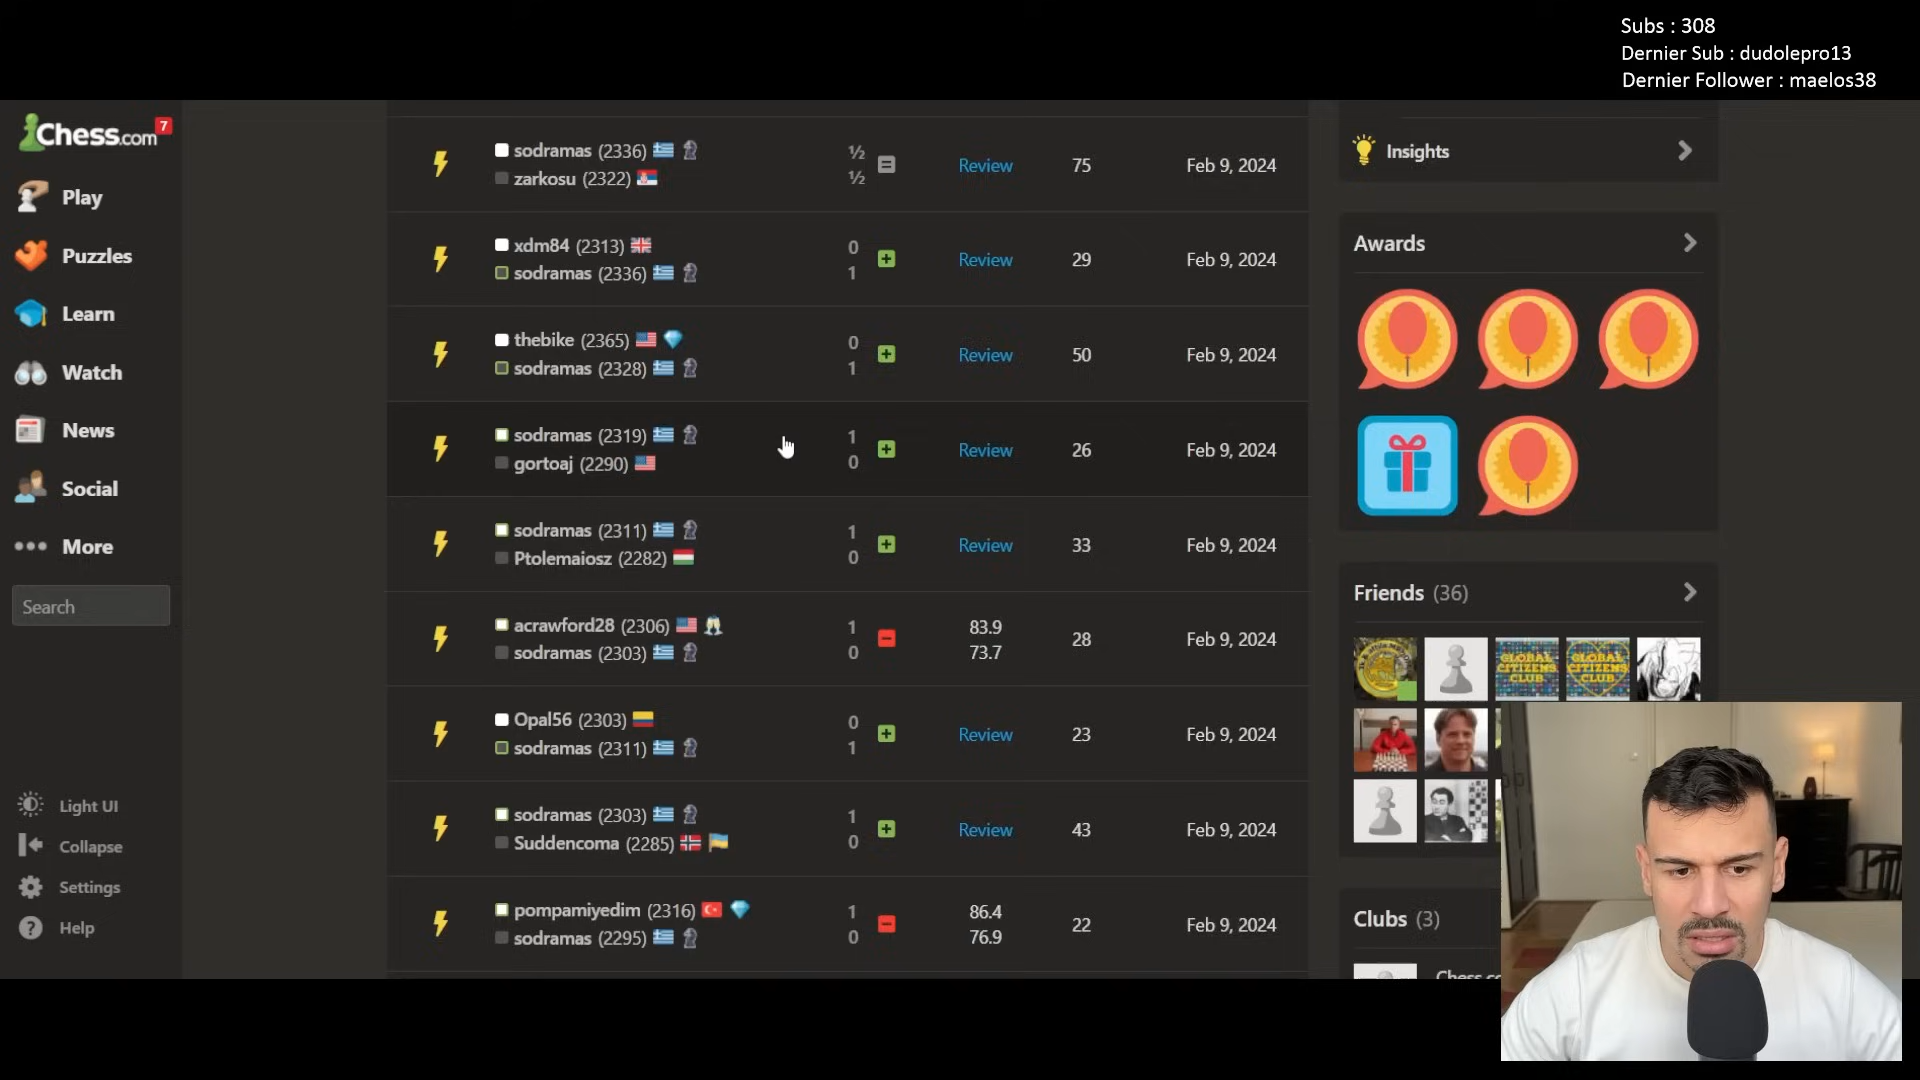 Subs : 308
Dernier Sub : dudolepro13
Dernier Follower : maelos38
Chess.com 7
Play
Puzzles
Learn
Watch
News
Social
More
Search
Light UI
Collapse
Settings
Help
sodramas (2336) ½ Review 75 Feb 9, 2024
zarkosu (2322) ½
xdm84 (2313) 0 Review 29 Feb 9, 2024
sodramas (2336) 1
thebike (2365) 0 Review 50 Feb 9, 2024
sodramas (2328) 1
sodramas (2319) 1 Review 26 Feb 9, 2024
gortoaj (2290) 0
sodramas (2311) 1 Review 33 Feb 9, 2024
Ptolemaiosz (2282) 0
acrawford28 (2306) 1 83.9 28 Feb 9, 2024
sodramas (2303) 0 73.7
Opal56 (2303) 0 Review 23 Feb 9, 2024
sodramas (2311) 1
sodramas (2303) 1 Review 43 Feb 9, 2024
Suddencoma (2285) 0
pompamiyedim (2316) 1 86.4 22 Feb 9, 2024
sodramas (2295) 0 76.9
Insights
Awards
Friends (36)
GLOBAL CITIZENS CLUB
GLOBAL CITIZENS CLUB
Clubs (3)